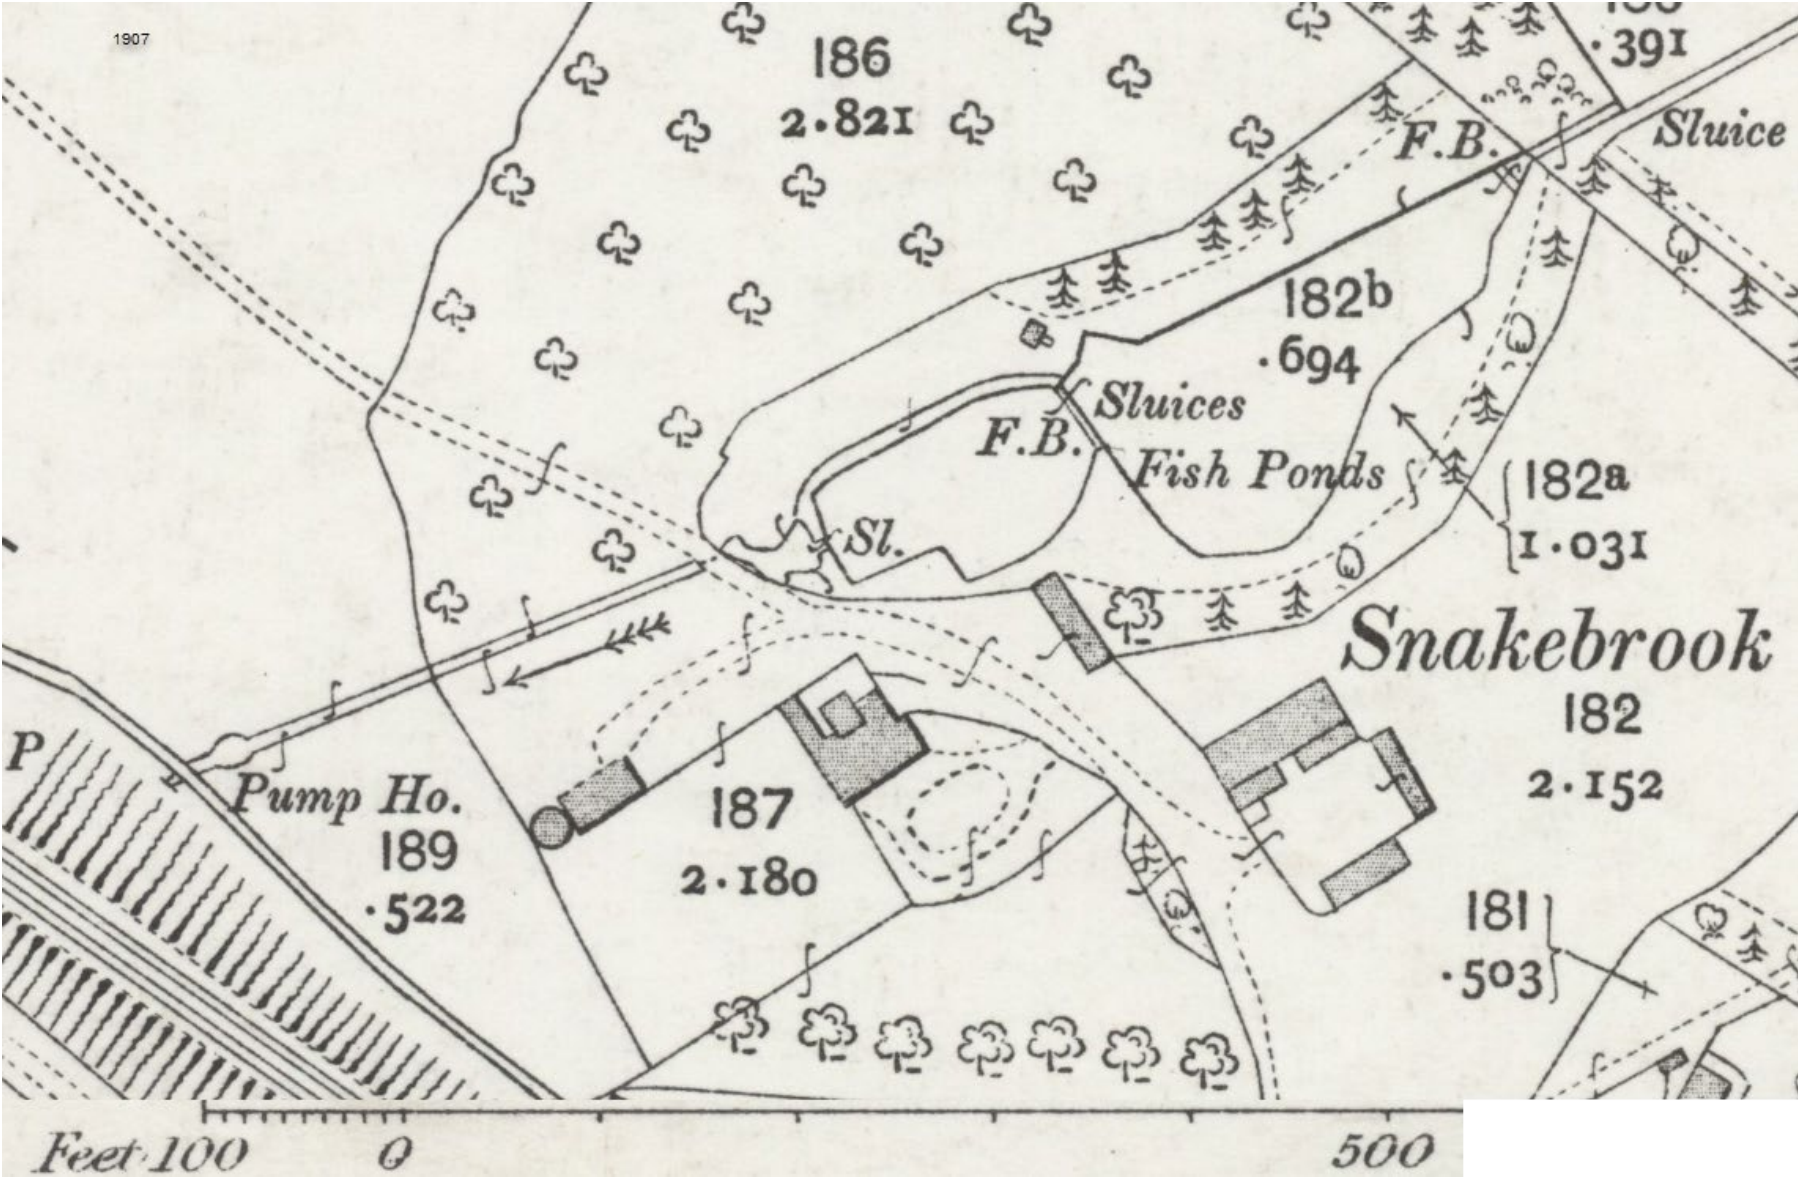 1907
186
2.821
.391
Sluice
F.B.
182b
.694
Sluices
F.B.
Fish Ponds
182a
1.031
Sl.
Snakebrook
182
2.152
P
Pump Ho.
189
.522
187
2.180
181
.503
Feet 100 0 500